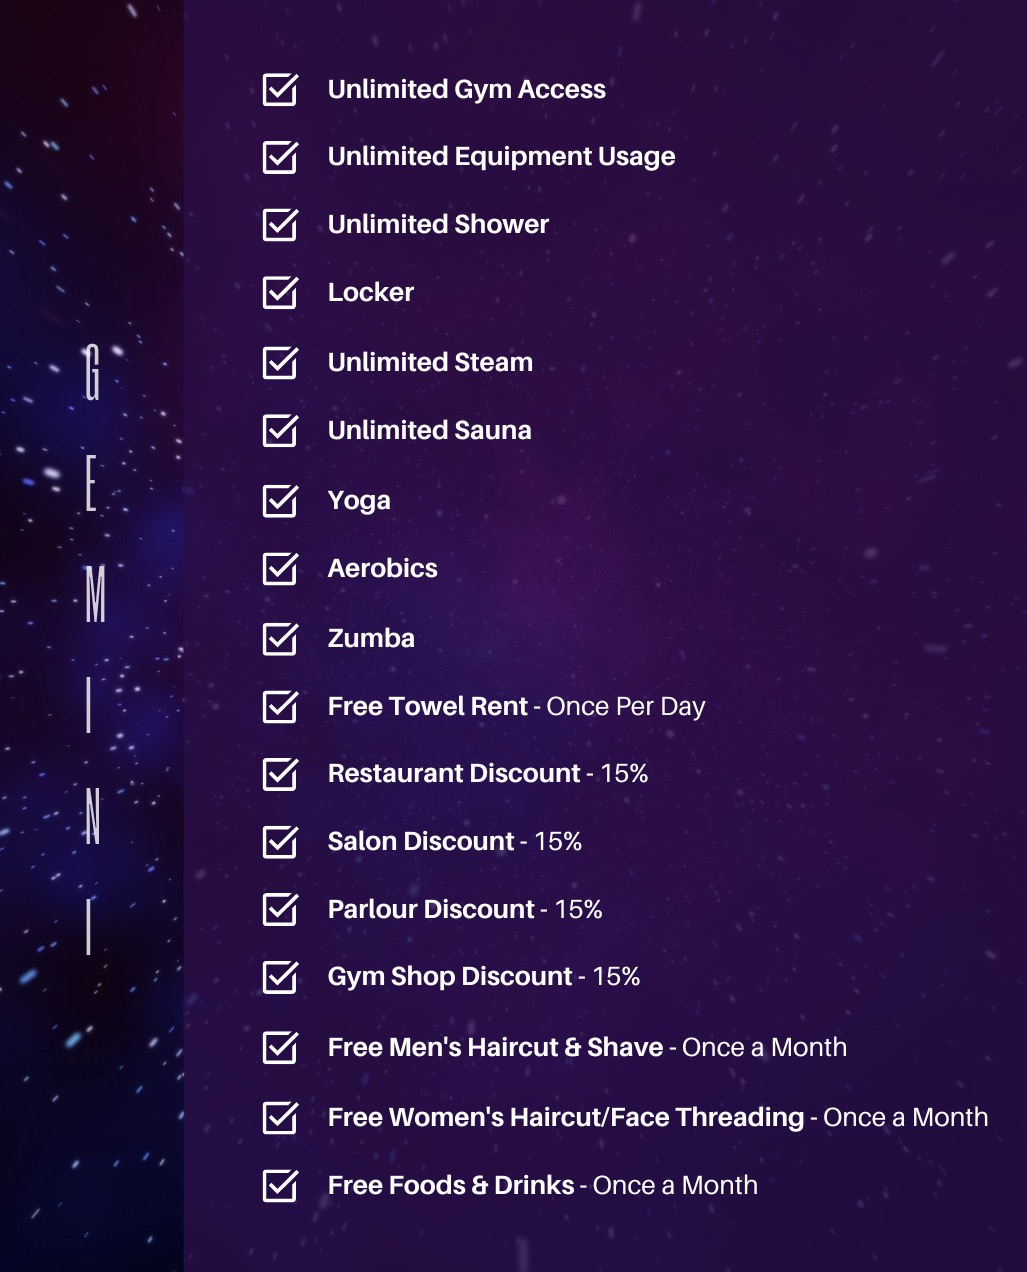 GEMINI
Unlimited Gym Access
Unlimited Equipment Usage
Unlimited Shower
Locker
Unlimited Steam
Unlimited Sauna
Yoga
Aerobics
Zumba
Free Towel Rent - Once Per Day
Restaurant Discount - 15%
Salon Discount - 15%
Parlour Discount - 15%
Gym Shop Discount - 15%
Free Men's Haircut & Shave - Once a Month
Free Women's Haircut/Face Threading - Once a Month
Free Foods & Drinks - Once a Month